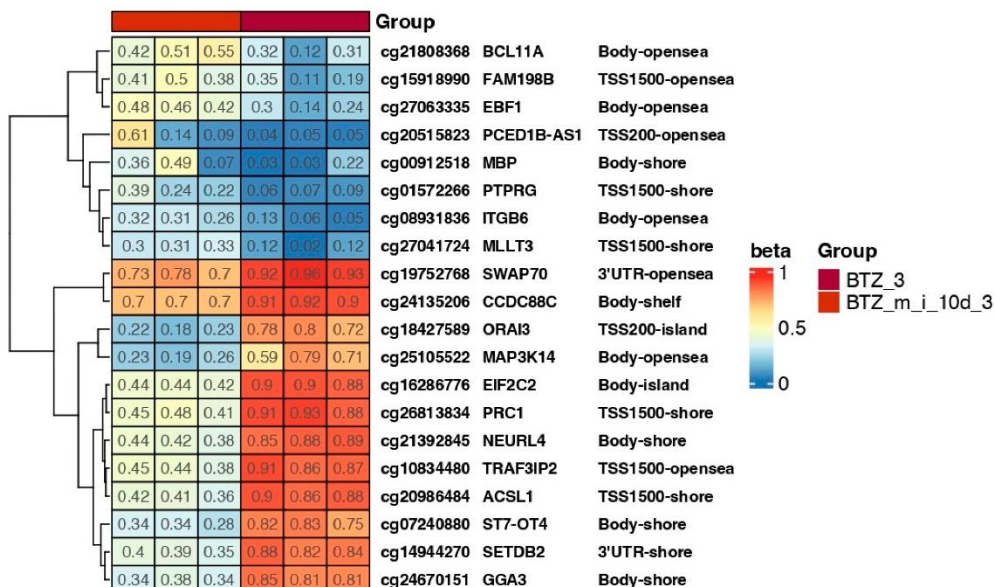 Group
0.42 0.51 0.55 0.32 0.12 0.31 cg21808368 BCL11A Body-opensea
0.41 0.5 0.38 0.35 0.11 0.19 cg15918990 FAM198B TSS1500-opensea
0.48 0.46 0.42 0.3 0.14 0.24 cg27063335 EBF1 Body-opensea
0.61 0.14 0.09 0.04 0.05 0.05 cg20515823 PCED1B-AS1 TSS200-opensea
0.36 0.49 0.07 0.03 0.03 0.22 cg00912518 MBP Body-shore
0.39 0.24 0.22 0.06 0.07 0.09 cg01572266 PTPRG TSS1500-shore
0.32 0.31 0.26 0.13 0.06 0.05 cg08931836 ITGB6 Body-opensea
0.3 0.31 0.33 0.12 0.02 0.12 cg27041724 MLLT3 TSS1500-shore
0.73 0.78 0.7 0.92 0.96 0.93 cg19752768 SWAP70 3'UTR-opensea
0.7 0.7 0.7 0.91 0.92 0.9 cg24135206 CCDC88C Body-shelf
0.22 0.18 0.23 0.78 0.8 0.72 cg18427589 ORAI3 TSS200-island
0.23 0.19 0.26 0.59 0.79 0.71 cg25105522 MAP3K14 Body-opensea
0.44 0.44 0.42 0.9 0.9 0.88 cg16286776 EIF2C2 Body-island
0.45 0.48 0.41 0.91 0.93 0.88 cg26813834 PRC1 TSS1500-shore
0.44 0.42 0.38 0.85 0.88 0.89 cg21392845 NEURL4 Body-shore
0.45 0.44 0.38 0.91 0.86 0.87 cg10834480 TRAF3IP2 TSS1500-opensea
0.42 0.41 0.36 0.9 0.86 0.88 cg20986484 ACSL1 TSS1500-shore
0.34 0.34 0.28 0.82 0.83 0.75 cg07240880 ST7-OT4 Body-shore
0.4 0.39 0.35 0.88 0.82 0.84 cg14944270 SETDB2 3'UTR-shore
0.34 0.38 0.34 0.85 0.81 0.81 cg24670151 GGA3 Body-shore
beta
1
0.5
0
Group
BTZ_3
BTZ_m_i_10d_3